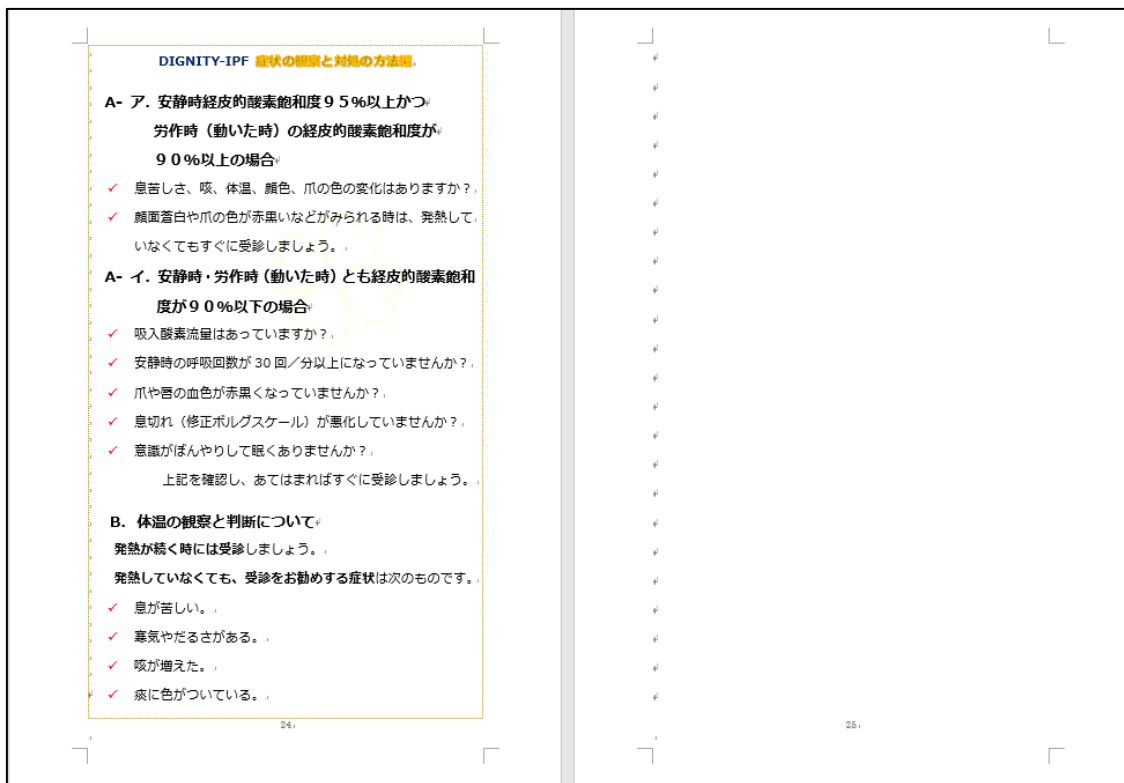 DIGNITY-IPF 症状の観察と対処の方法編
A- ア. 安静時経皮的酸素飽和度９５%以上かつ
労作時（動いた時）の経皮的酸素飽和度が
９０%以上の場合
✓ 息苦しさ、咳、体温、顔色、爪の色の変化はありますか？
✓ 顔面蒼白や爪の色が赤黒いなどがみられる時は、発熱して
いなくてもすぐに受診しましょう。
A- イ. 安静時・労作時（動いた時）とも経皮的酸素飽和
度が９０%以下の場合
✓ 吸入酸素流量はあっていますか？
✓ 安静時の呼吸回数が 30 回／分以上になっていませんか？
✓ 爪や唇の血色が赤黒くなっていませんか？
✓ 息切れ（修正ボルグスケール）が悪化していませんか？
✓ 意識がぼんやりして眠くありませんか？
上記を確認し、あてはまればすぐに受診しましょう。
B. 体温の観察と判断について
発熱が続く時には受診しましょう。
発熱していなくても、受診をお勧めする症状は次のものです。
✓ 息が苦しい。
✓ 寒気やだるさがある。
✓ 咳が増えた。
✓ 痰に色がついている。
24
25